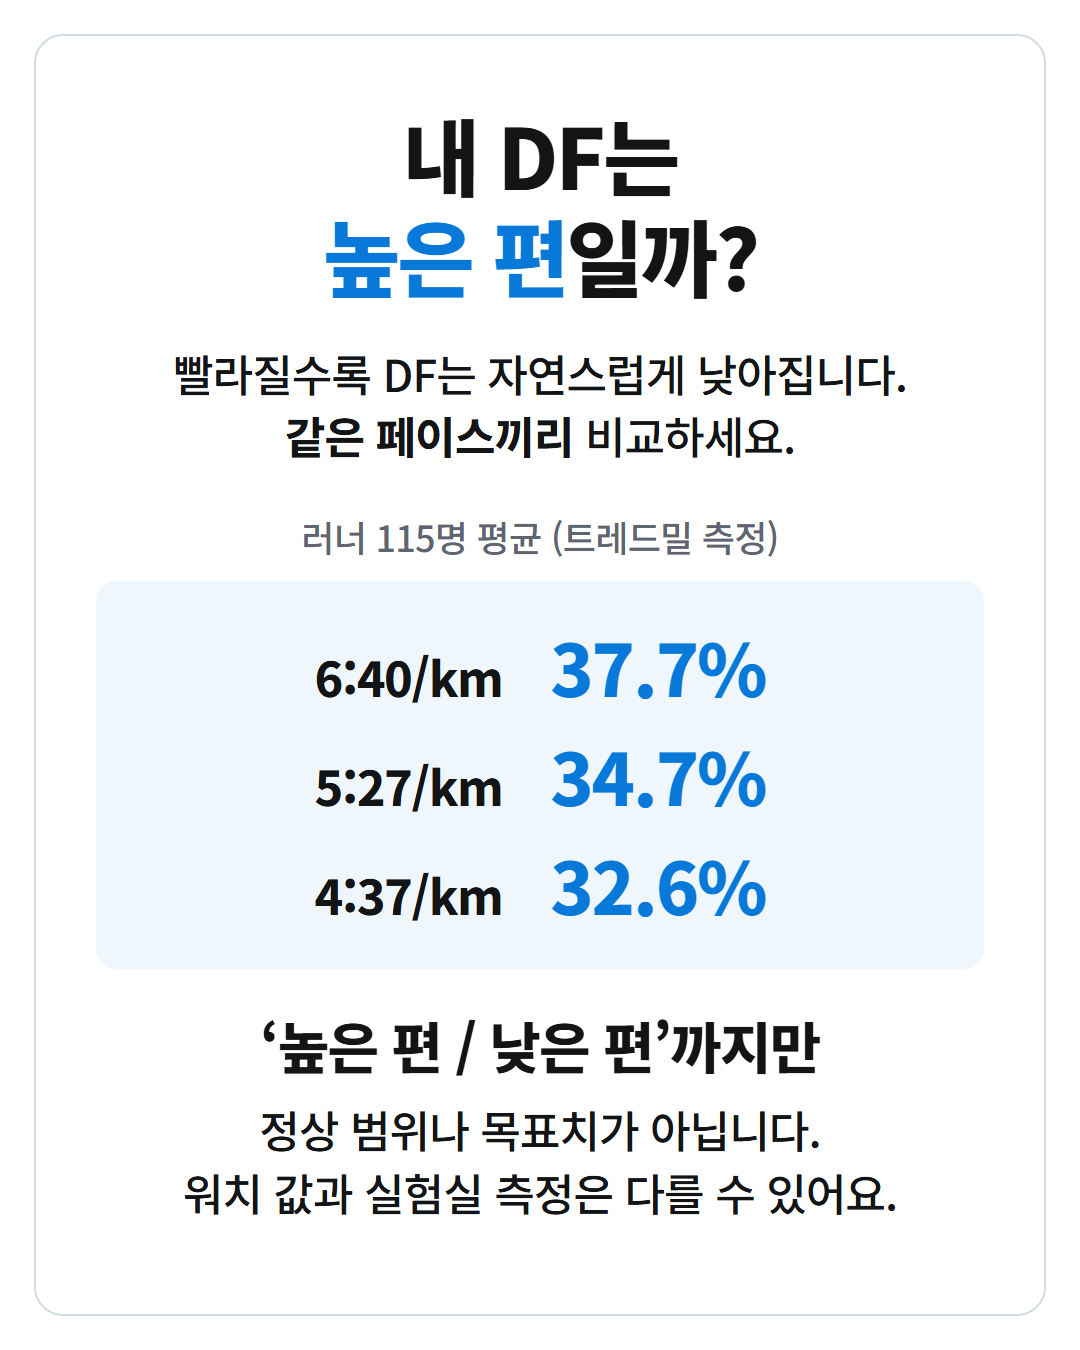 내 DF는
높은 편일까?
빨라질수록 DF는 자연스럽게 낮아집니다.
같은 페이스끼리 비교하세요.
러너 115명 평균 (트레드밀 측정)
6:40/km 37.7%
5:27/km 34.7%
4:37/km 32.6%
‘높은 편 / 낮은 편’까지만
정상 범위나 목표치가 아닙니다.
워치 값과 실험실 측정은 다를 수 있어요.